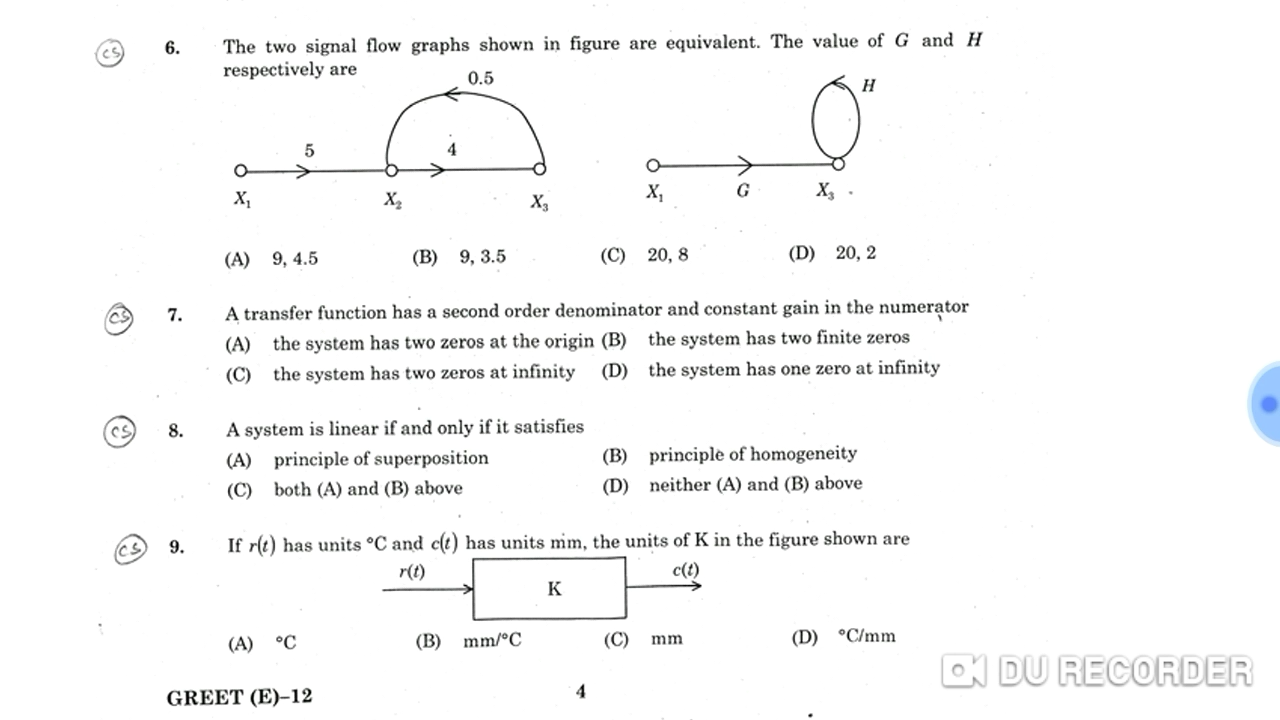 CS 6. The two signal flow graphs shown in figure are equivalent. The value of G and H
respectively are
0.5
H
5
4
X₁
X₂
X₃
X₁
G
X₃
(A) 9, 4.5 (B) 9, 3.5 (C) 20, 8 (D) 20, 2
CS 7. A transfer function has a second order denominator and constant gain in the numerator
(A) the system has two zeros at the origin (B) the system has two finite zeros
(C) the system has two zeros at infinity (D) the system has one zero at infinity
CS 8. A system is linear if and only if it satisfies
(A) principle of superposition (B) principle of homogeneity
(C) both (A) and (B) above (D) neither (A) and (B) above
CS 9. If r(t) has units °C and c(t) has units mm, the units of K in the figure shown are
r(t)
K
c(t)
(A) °C (B) mm/°C (C) mm (D) °C/mm
GREET (E)–12
4
DU RECORDER